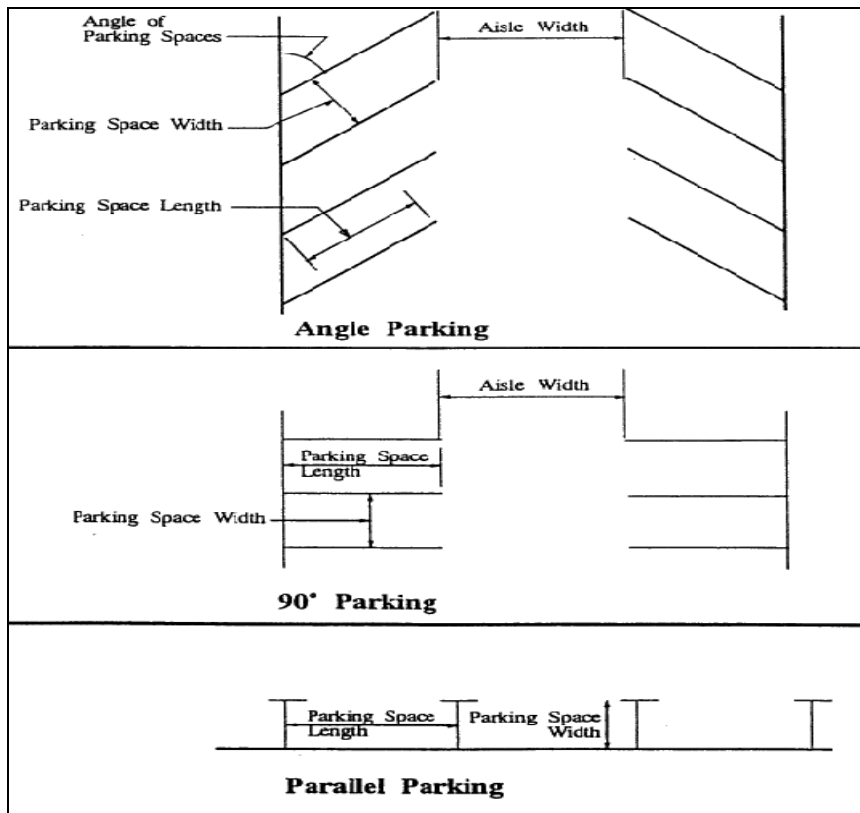 Angle of
Parking Spaces
Aisle Width
Parking Space Width
Parking Space Length
Angle Parking
Aisle Width
Parking Space
Length
Parking Space Width
90° Parking
Parking Space
Length
Parking Space
Width
Parallel Parking